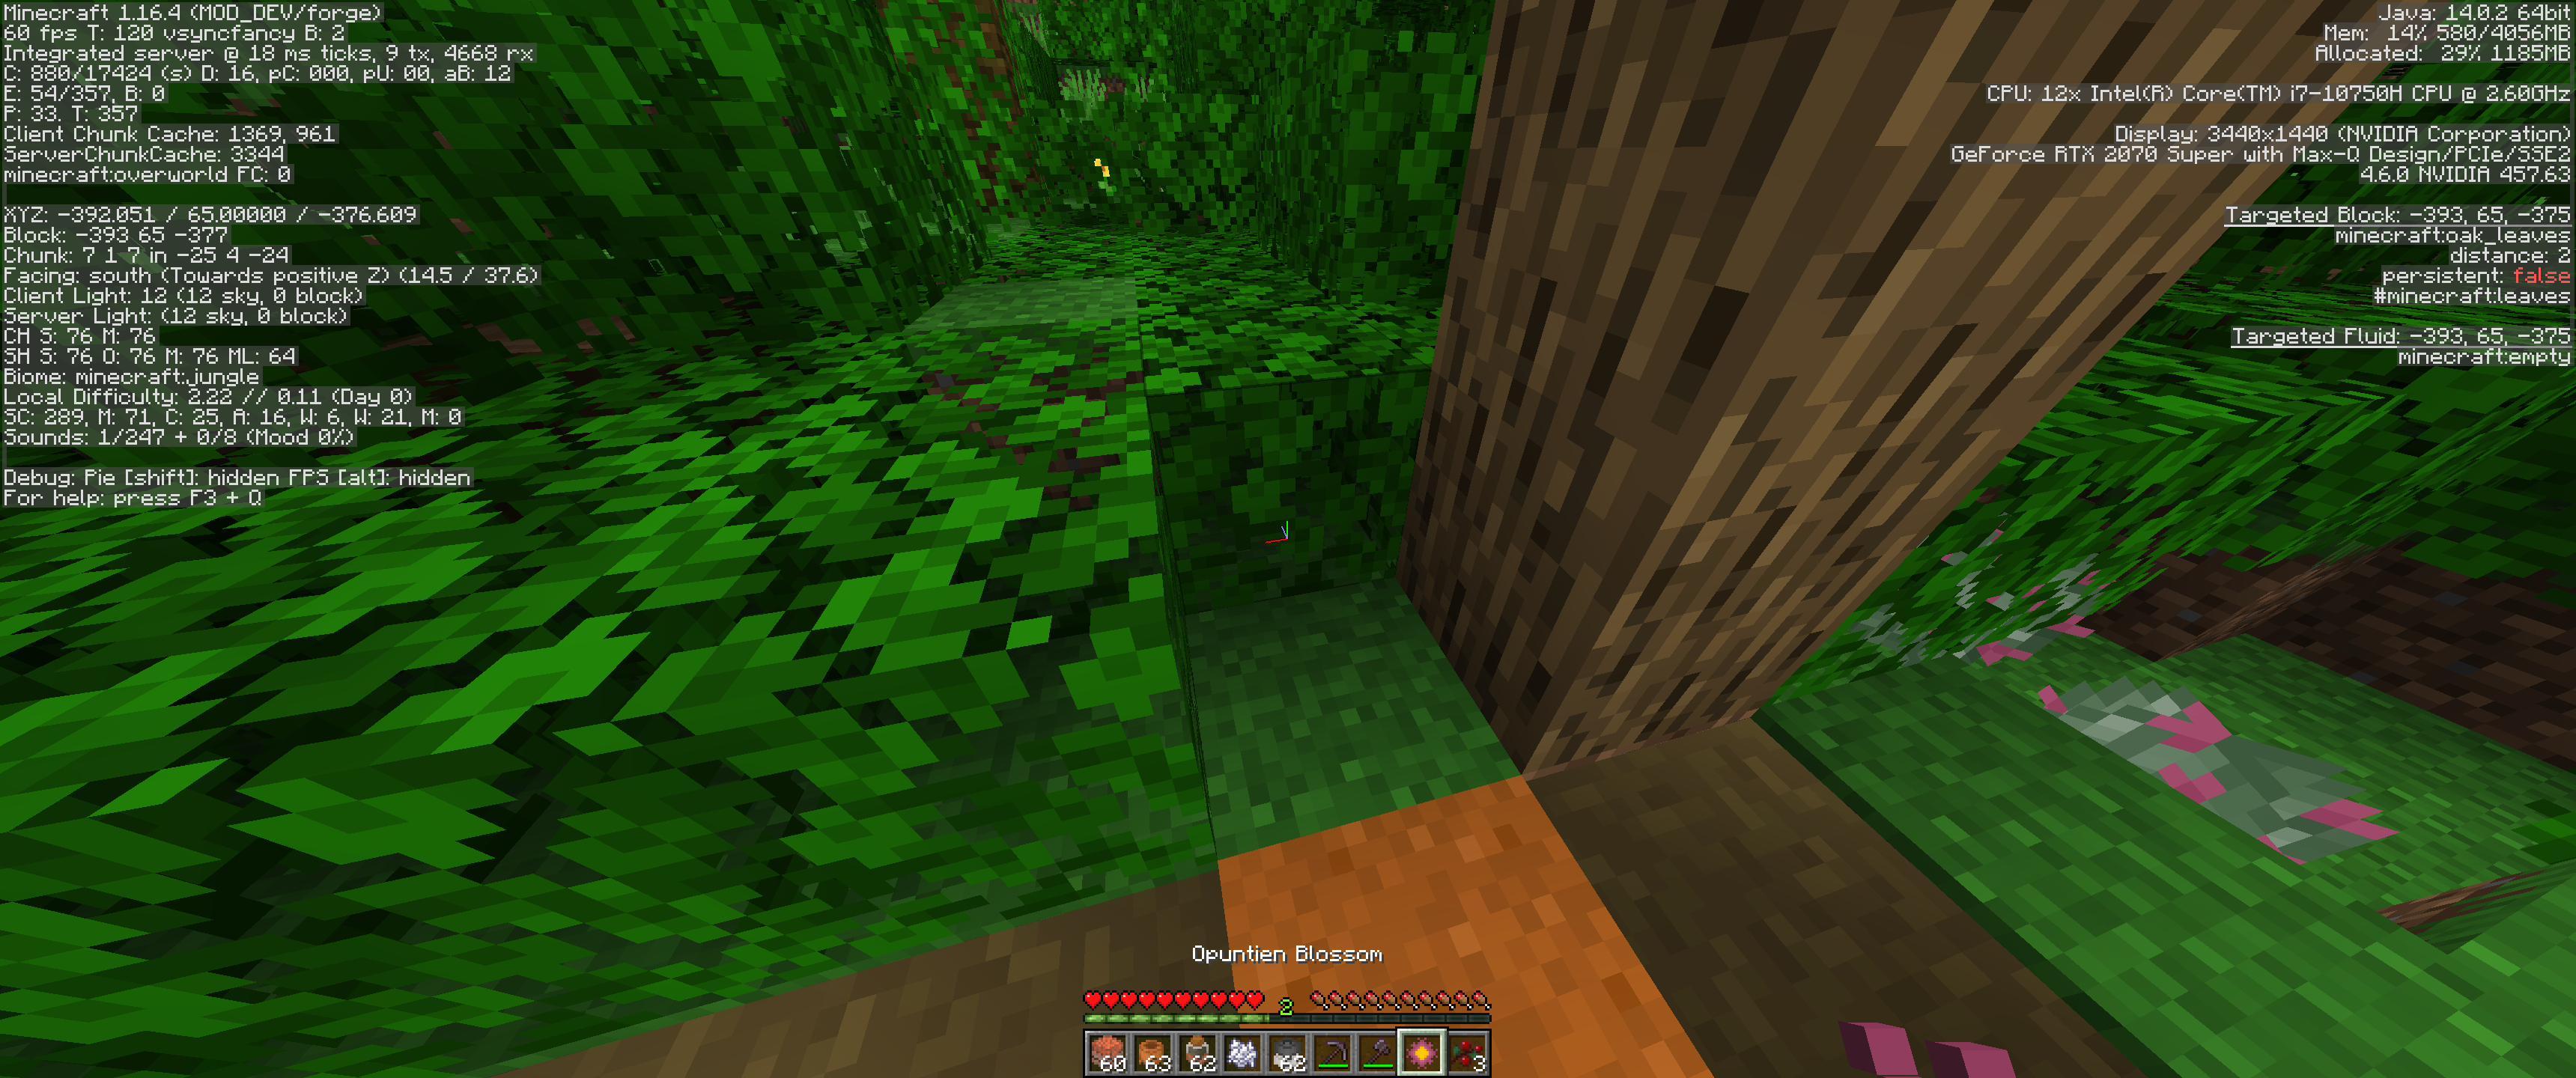 Minecraft 1.16.4 (MOD_DEV/forge)
60 fps T: 120 vsyncfancy B: 2
Integrated server @ 18 ms ticks, 9 tx, 4668 rx
C: 880/17424 (s) D: 16, pC: 000, pU: 00, aB: 12
E: 54/357, B: 0
P: 33. T: 357
Client Chunk Cache: 1369, 961
ServerChunkCache: 3344
minecraft:overworld FC: 0
XYZ: -392.051 / 65.00000 / -376.609
Block: -393 65 -377
Chunk: 7 1 7 in -25 4 -24
Facing: south (Towards positive Z) (14.5 / 37.6)
Client Light: 12 (12 sky, 0 block)
Server Light: (12 sky, 0 block)
CH S: 76 M: 76
SH S: 76 O: 76 M: 76 ML: 64
Biome: minecraft:jungle
Local Difficulty: 2.22 // 0.11 (Day 0)
SC: 289, M: 71, C: 25, A: 16, W: 6, W: 21, M: 0
Sounds: 1/247 + 0/8 (Mood 0%)
Debug: Pie [shift]: hidden FPS [alt]: hidden
For help: press F3 + Q
Java: 14.0.2 64bit
Mem: 14% 580/4056MB
Allocated: 29% 1185MB
CPU: 12x Intel(R) Core(TM) i7-10750H CPU @ 2.60GHz
Display: 3440x1440 (NVIDIA Corporation)
GeForce RTX 2070 Super with Max-Q Design/PCIe/SSE2
4.6.0 NVIDIA 457.63
Targeted Block: -393, 65, -375
minecraft:oak_leaves
distance: 2
persistent: false
#minecraft:leaves
Targeted Fluid: -393, 65, -375
minecraft:empty
Opuntien Blossom
2
60 63 62 62 3